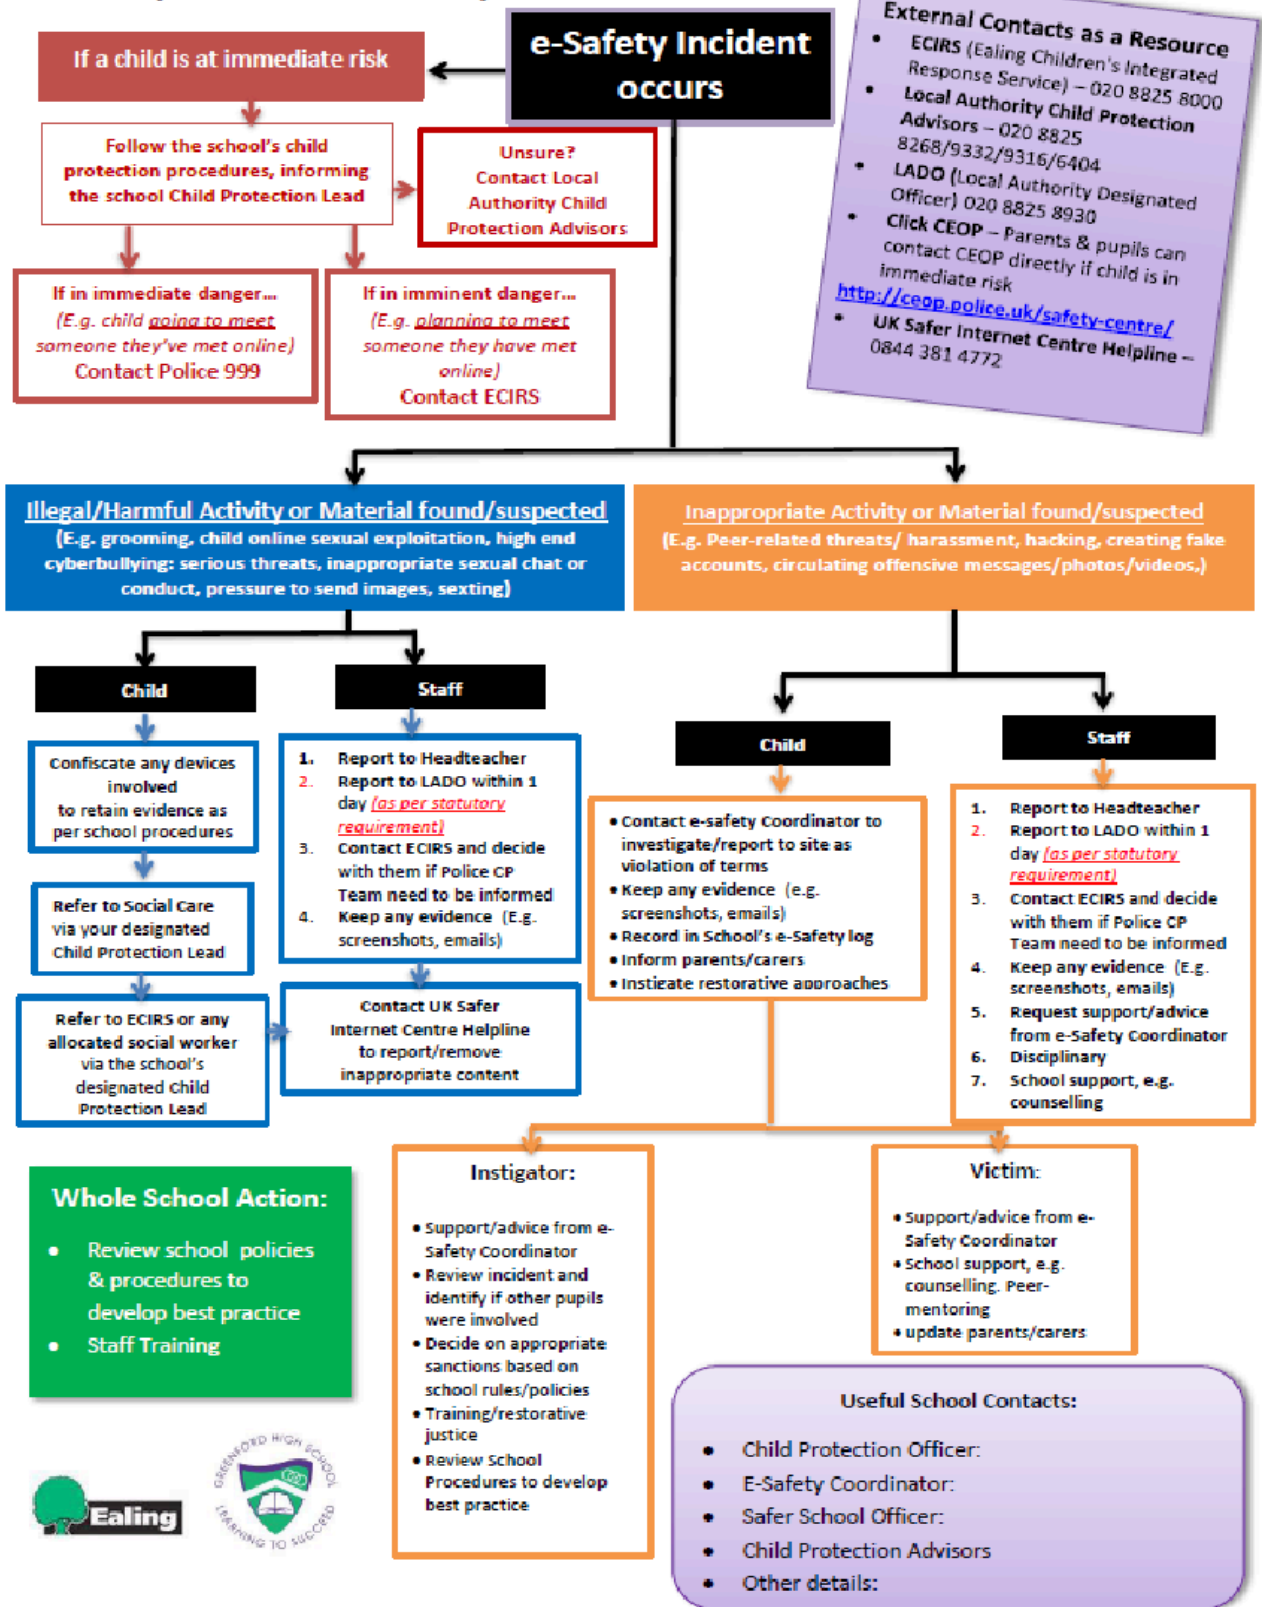 e-Safety Incident
occurs
If a child is at immediate risk
Follow the school's child
protection procedures, informing
the school Child Protection Lead
Unsure?
Contact Local
Authority Child
Protection Advisors
If in immediate danger...
(E.g. child going to meet
someone they've met online)
Contact Police 999
If in imminent danger...
(E.g. planning to meet
someone they have met
online)
Contact ECIRS
External Contacts as a Resource
• ECIRS (Ealing Children's Integrated
Response Service) – 020 8825 8000
• Local Authority Child Protection
Advisors – 020 8825
8268/9332/9316/6404
• LADO (Local Authority Designated
Officer) 020 8825 8930
• Click CEOP – Parents & pupils can
contact CEOP directly if child is in
immediate risk
http://ceop.police.uk/safety-centre/
• UK Safer Internet Centre Helpline –
0844 381 4772
Illegal/Harmful Activity or Material found/suspected
(E.g. grooming, child online sexual exploitation, high end
cyberbullying: serious threats, inappropriate sexual chat or
conduct, pressure to send images, sexting)
Inappropriate Activity or Material found/suspected
(E.g. Peer-related threats/ harassment, hacking, creating fake
accounts, circulating offensive messages/photos/videos,)
Child
Confiscate any devices
involved
to retain evidence as
per school procedures
Refer to Social Care
via your designated
Child Protection Lead
Refer to ECIRS or any
allocated social worker
via the school's
designated Child
Protection Lead
Staff
1. Report to Headteacher
2. Report to LADO within 1
day (as per statutory
requirement)
3. Contact ECIRS and decide
with them if Police CP
Team need to be informed
4. Keep any evidence (E.g.
screenshots, emails)
Contact UK Safer
Internet Centre Helpline
to report/remove
inappropriate content
Child
• Contact e-safety Coordinator to
investigate/report to site as
violation of terms
• Keep any evidence (e.g.
screenshots, emails)
• Record in School's e-Safety log
• Inform parents/carers
• Instigate restorative approaches
Staff
1. Report to Headteacher
2. Report to LADO within 1
day (as per statutory
requirement)
3. Contact ECIRS and decide
with them if Police CP
Team need to be informed
4. Keep any evidence (E.g.
screenshots, emails)
5. Request support/advice
from e-Safety Coordinator
6. Disciplinary
7. School support, e.g.
counselling
Instigator:
• Support/advice from e-
Safety Coordinator
• Review incident and
identify if other pupils
were involved
• Decide on appropriate
sanctions based on
school rules/policies
• Training/restorative
justice
• Review School
Procedures to develop
best practice
Victim:
• Support/advice from e-
Safety Coordinator
• School support, e.g.
counselling. Peer-
mentoring
• update parents/carers
Whole School Action:
• Review school policies
& procedures to
develop best practice
• Staff Training
Ealing
GREENFORD HIGH SCHOOL
LEARNING TO SUCCEED
Useful School Contacts:
• Child Protection Officer:
• E-Safety Coordinator:
• Safer School Officer:
• Child Protection Advisors
• Other details: